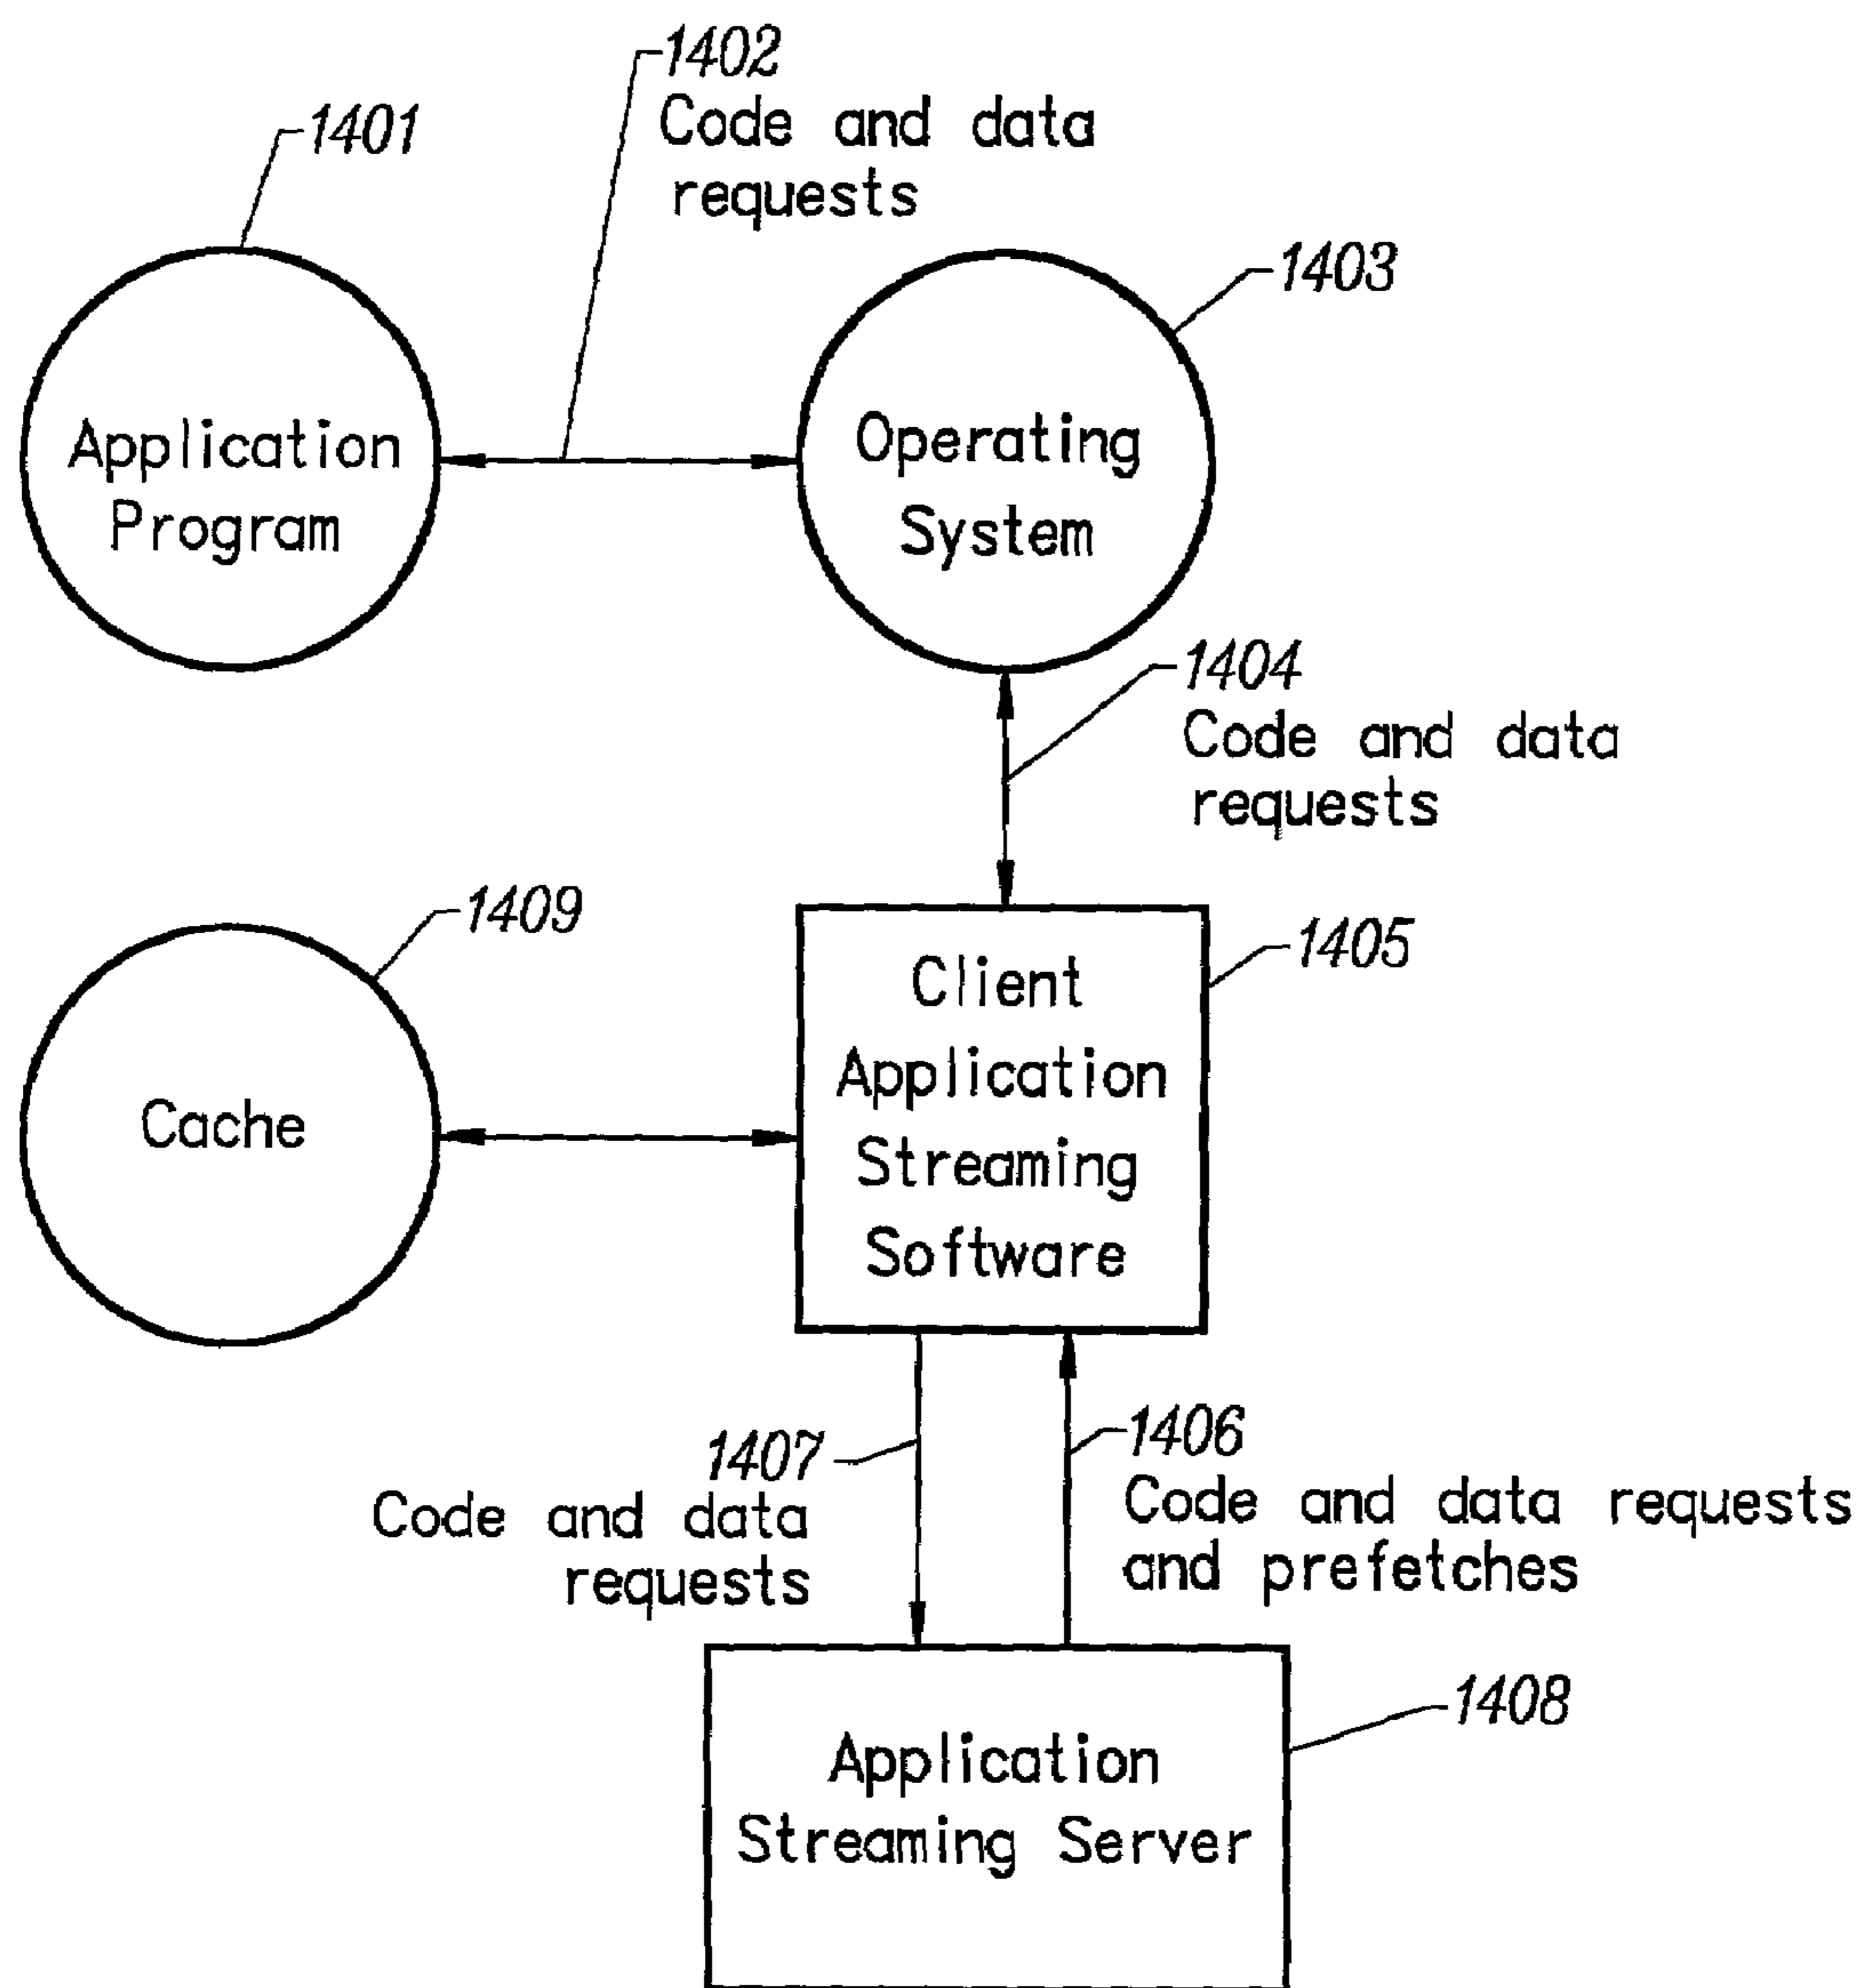 1402
Code and data
requests
1401
1403
Application
Program
Operating
System
1404
Code and data
requests
1409
1405
Cache
Client
Application
Streaming
Software
1407
Code and data
requests
1406
Code and data requests
and prefetches
1408
Application
Streaming Server